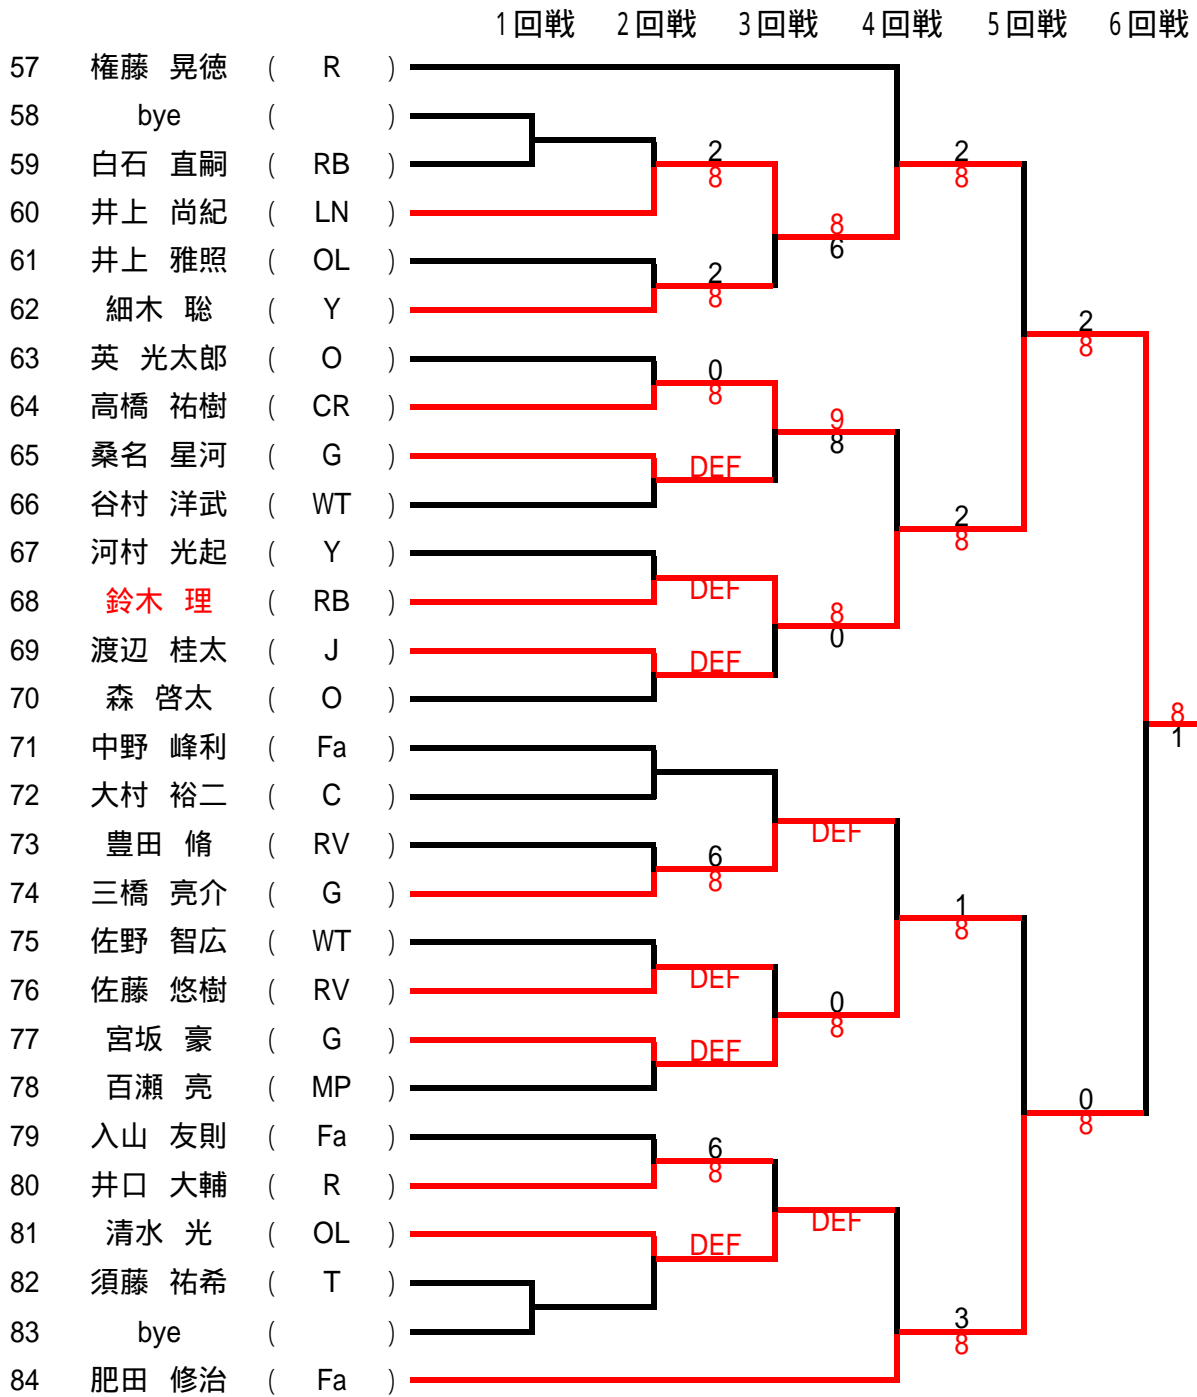 1回戦 2回戦 3回戦 4回戦 5回戦 6回戦
57 権藤 晃徳 ( R )
58 bye ( )
2 2
59 白石 直嗣 ( RB )
8 8
60 井上 尚紀 ( LN )
8
6
61 井上 雅照 ( OL )
2
8
62 細木 聡 ( Y )
2
8
63 英 光太郎 ( O )
0
8
64 高橋 祐樹 ( CR )
9
8
65 桑名 星河 ( G )
DEF
66 谷村 洋武 ( WT )
2
8
67 河村 光起 ( Y )
DEF
68 鈴木 理 ( RB )
8
0
69 渡辺 桂太 ( J )
DEF
70 森 啓太 ( O )
8
1
71 中野 峰利 ( Fa )
72 大村 裕二 ( C )
DEF
73 豊田 脩 ( RV )
6
8
74 三橋 亮介 ( G )
1
8
75 佐野 智広 ( WT )
DEF
76 佐藤 悠樹 ( RV )
0
8
77 宮坂 豪 ( G )
DEF
78 百瀬 亮 ( MP )
0
8
79 入山 友則 ( Fa )
6
8
80 井口 大輔 ( R )
DEF
81 清水 光 ( OL )
DEF
82 須藤 祐希 ( T )
3
83 bye ( )
8
84 肥田 修治 ( Fa )